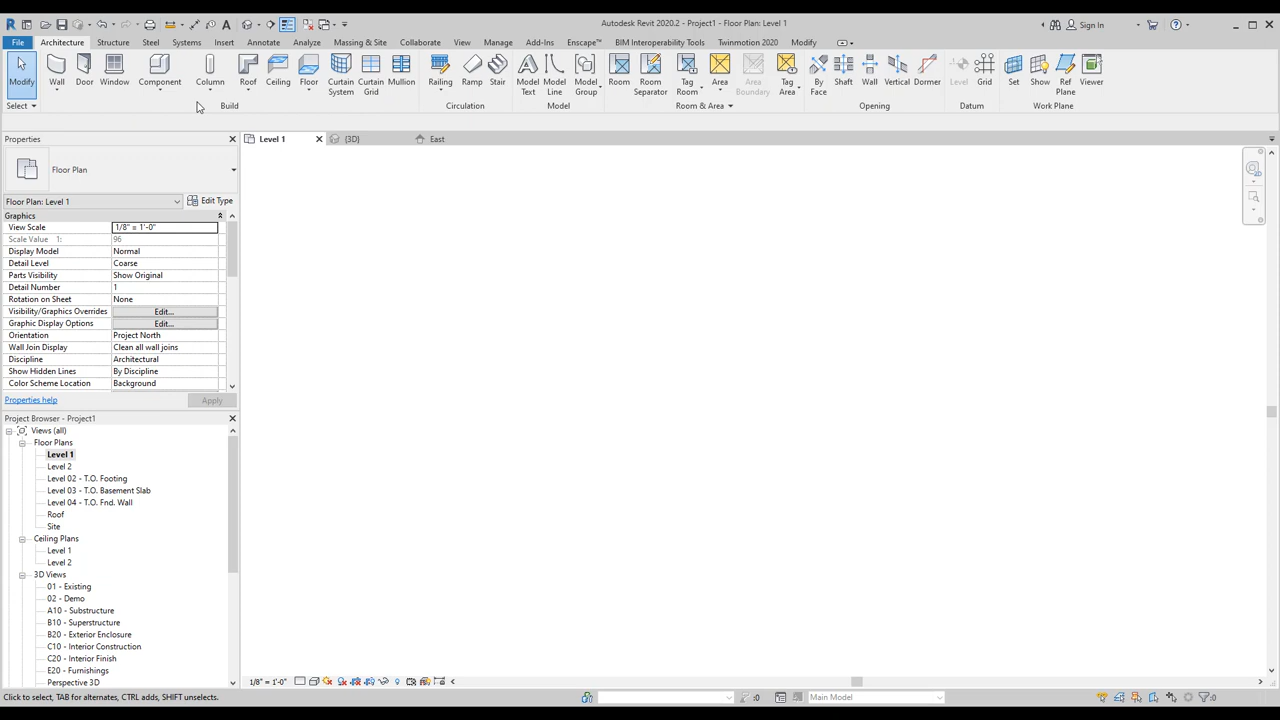 Autodesk Revit 2020.2 - Project1 - Floor Plan: Level 1
Sign In
File Architecture Structure Steel Systems Insert Annotate Analyze Massing & Site Collaborate View Manage Add-Ins Enscape™ BIM Interoperability Tools Twinmotion 2020 Modify
Modify Wall Door Window Component Column Roof Ceiling Floor Curtain System Curtain Grid Mullion Railing Ramp Stair Model Text Model Line Model Group Room Room Separator Tag Room Area Area Boundary Tag Area By Face Shaft Wall Vertical Dormer Level Grid Set Show Ref Plane Viewer
Select Build Circulation Model Room & Area Opening Datum Work Plane
Properties
Level 1 {3D} East
Floor Plan
Floor Plan: Level 1 Edit Type
Graphics
View Scale 1/8" = 1'-0"
Scale Value 1: 96
Display Model Normal
Detail Level Coarse
Parts Visibility Show Original
Detail Number 1
Rotation on Sheet None
Visibility/Graphics Overrides Edit...
Graphic Display Options Edit...
Orientation Project North
Wall Join Display Clean all wall joins
Discipline Architectural
Show Hidden Lines By Discipline
Color Scheme Location Background
Properties help Apply
Project Browser - Project1
Views (all)
Floor Plans
Level 1
Level 2
Level 02 - T.O. Footing
Level 03 - T.O. Basement Slab
Level 04 - T.O. Fnd. Wall
Roof
Site
Ceiling Plans
Level 1
Level 2
3D Views
01 - Existing
02 - Demo
A10 - Substructure
B10 - Superstructure
B20 - Exterior Enclosure
C10 - Interior Construction
C20 - Interior Finish
E20 - Furnishings
Perspective 3D
1/8" = 1'-0"
Click to select, TAB for alternates, CTRL adds, SHIFT unselects.
:0
Main Model
:0